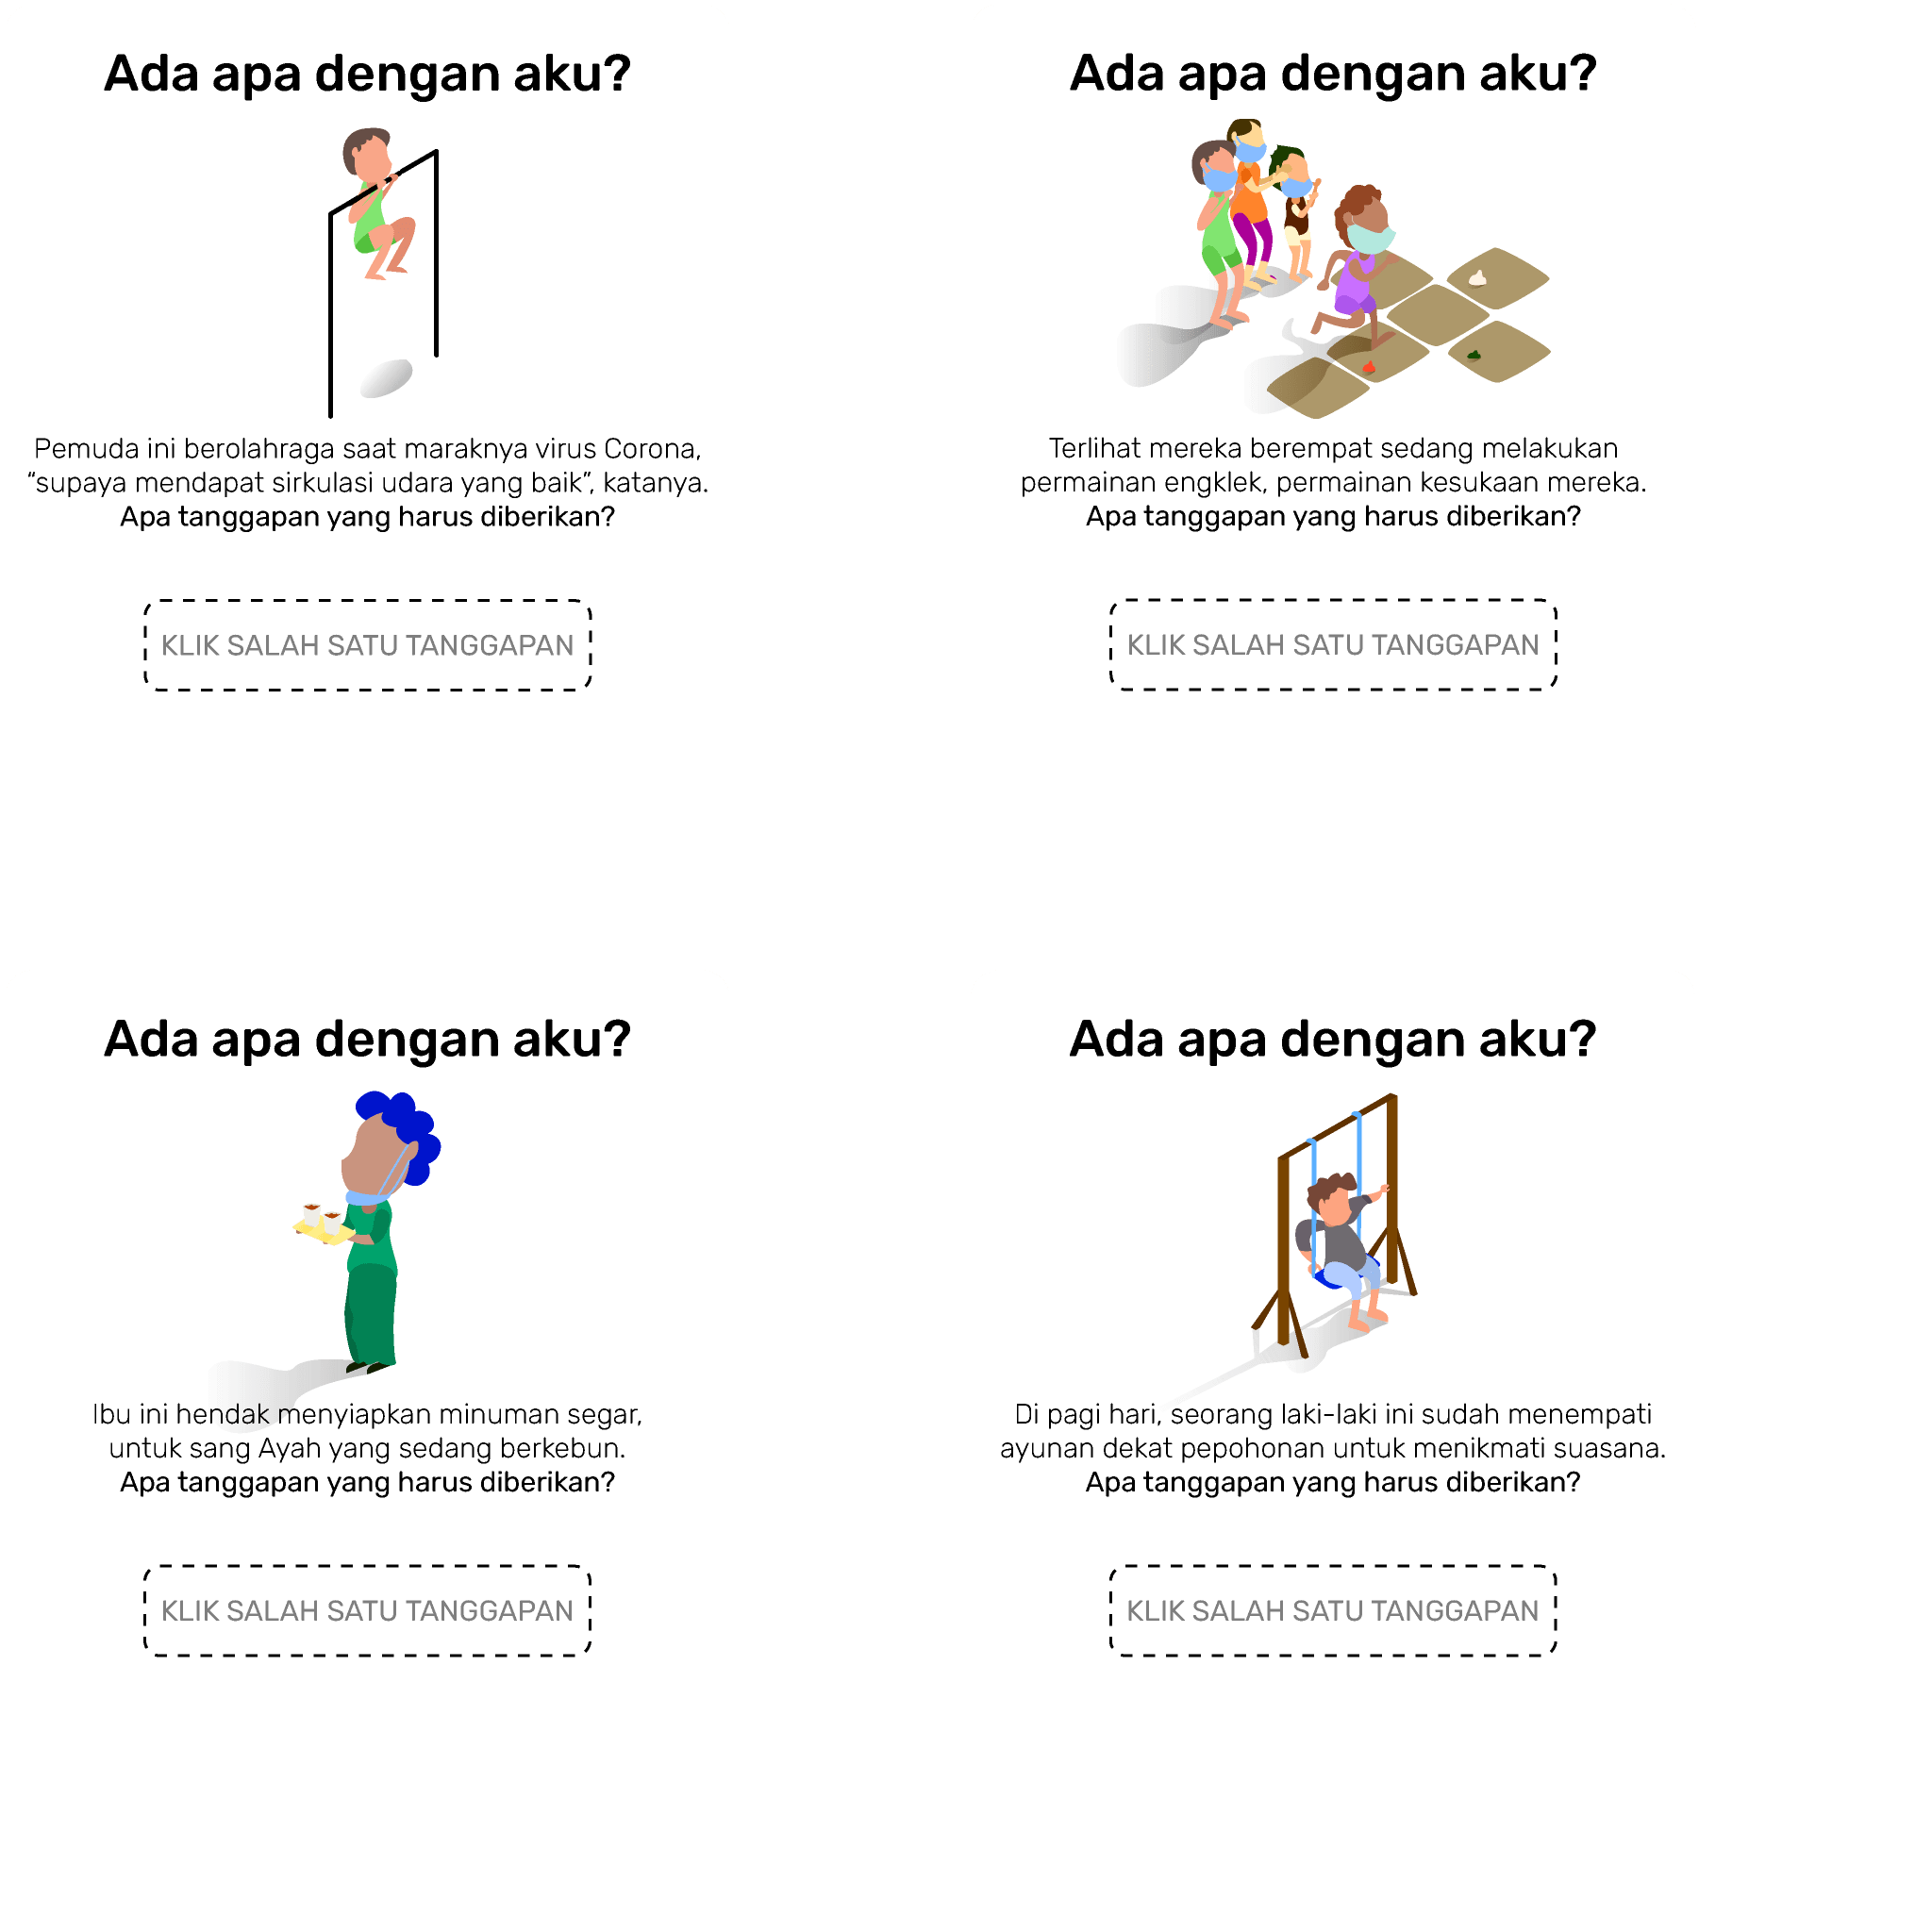 Ada apa dengan aku?
Pemuda ini berolahraga saat maraknya virus Corona,
“supaya mendapat sirkulasi udara yang baik”, katanya.
Apa tanggapan yang harus diberikan?
KLIK SALAH SATU TANGGAPAN
Ada apa dengan aku?
Terlihat mereka berempat sedang melakukan
permainan engklek, permainan kesukaan mereka.
Apa tanggapan yang harus diberikan?
KLIK SALAH SATU TANGGAPAN
Ada apa dengan aku?
Ibu ini hendak menyiapkan minuman segar,
untuk sang Ayah yang sedang berkebun.
Apa tanggapan yang harus diberikan?
KLIK SALAH SATU TANGGAPAN
Ada apa dengan aku?
Di pagi hari, seorang laki-laki ini sudah menempati
ayunan dekat pepohonan untuk menikmati suasana.
Apa tanggapan yang harus diberikan?
KLIK SALAH SATU TANGGAPAN